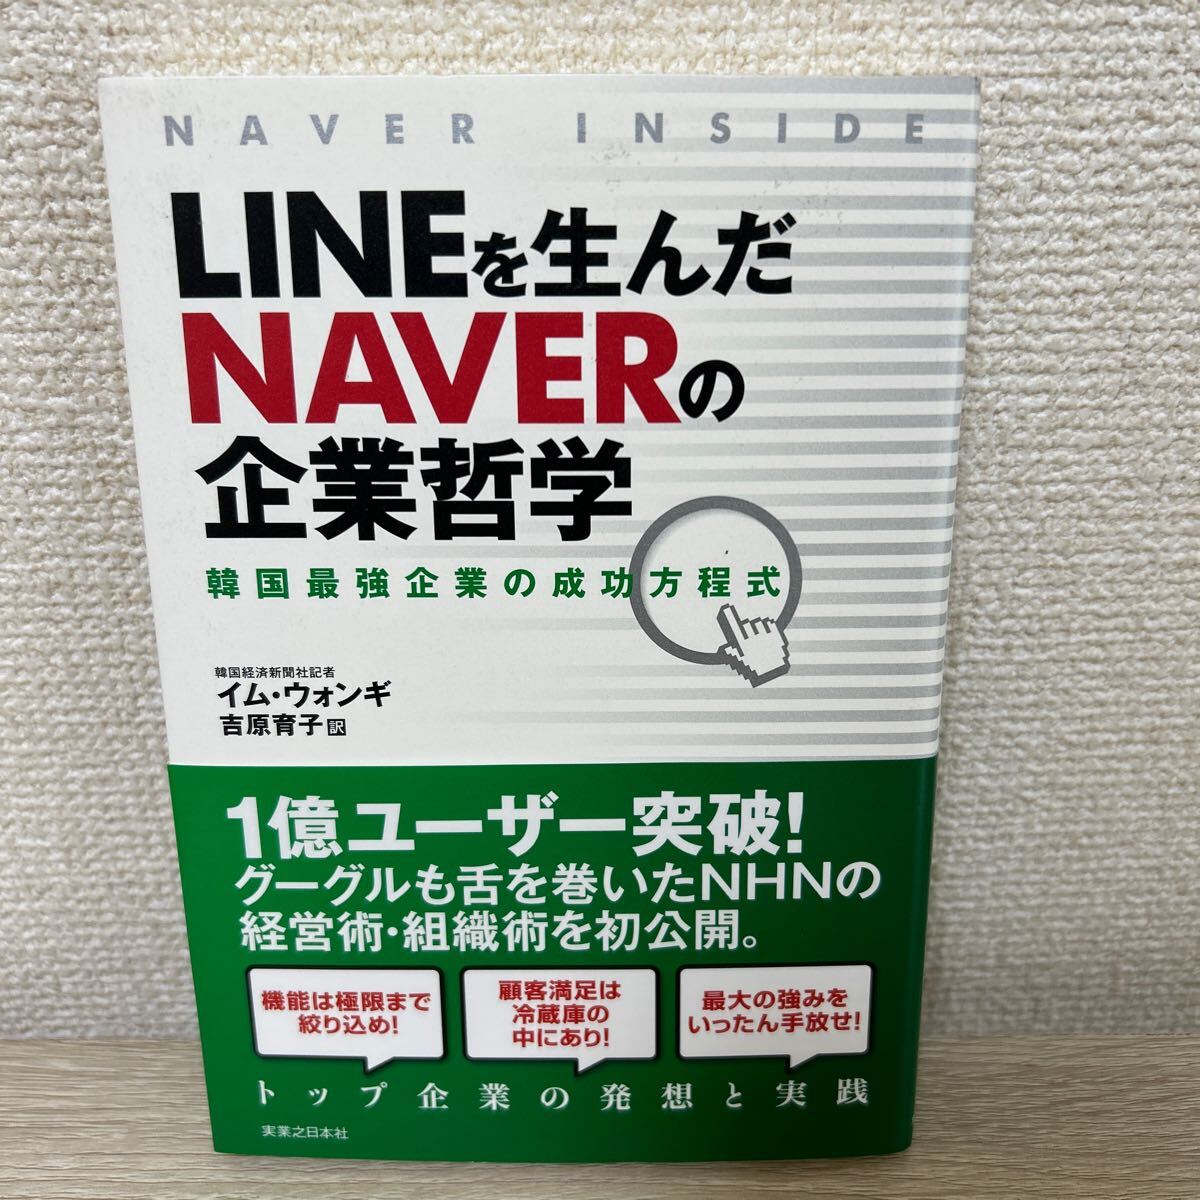 NAVER INSIDE
LINEを生んだ
NAVERの
企業哲学
韓国最強企業の成功方程式
韓国経済新聞社記者
イム・ウォンギ
吉原育子 訳
1億ユーザー突破!
グーグルも舌を巻いたNHNの
経営術・組織術を初公開。
機能は極限まで
絞り込め!
顧客満足は
冷蔵庫の
中にあり!
最大の強みを
いったん手放せ!
トップ企業の発想と実践
実業之日本社